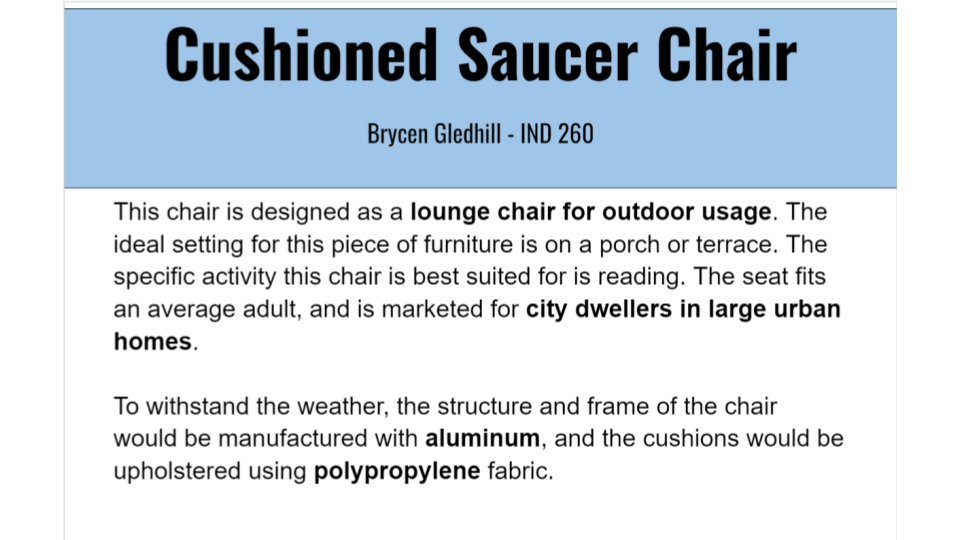 Cushioned Saucer Chair
Brycen Gledhill - IND 260
This chair is designed as a lounge chair for outdoor usage. The
ideal setting for this piece of furniture is on a porch or terrace. The
specific activity this chair is best suited for is reading. The seat fits
an average adult, and is marketed for city dwellers in large urban
homes.
To withstand the weather, the structure and frame of the chair
would be manufactured with aluminum, and the cushions would be
upholstered using polypropylene fabric.